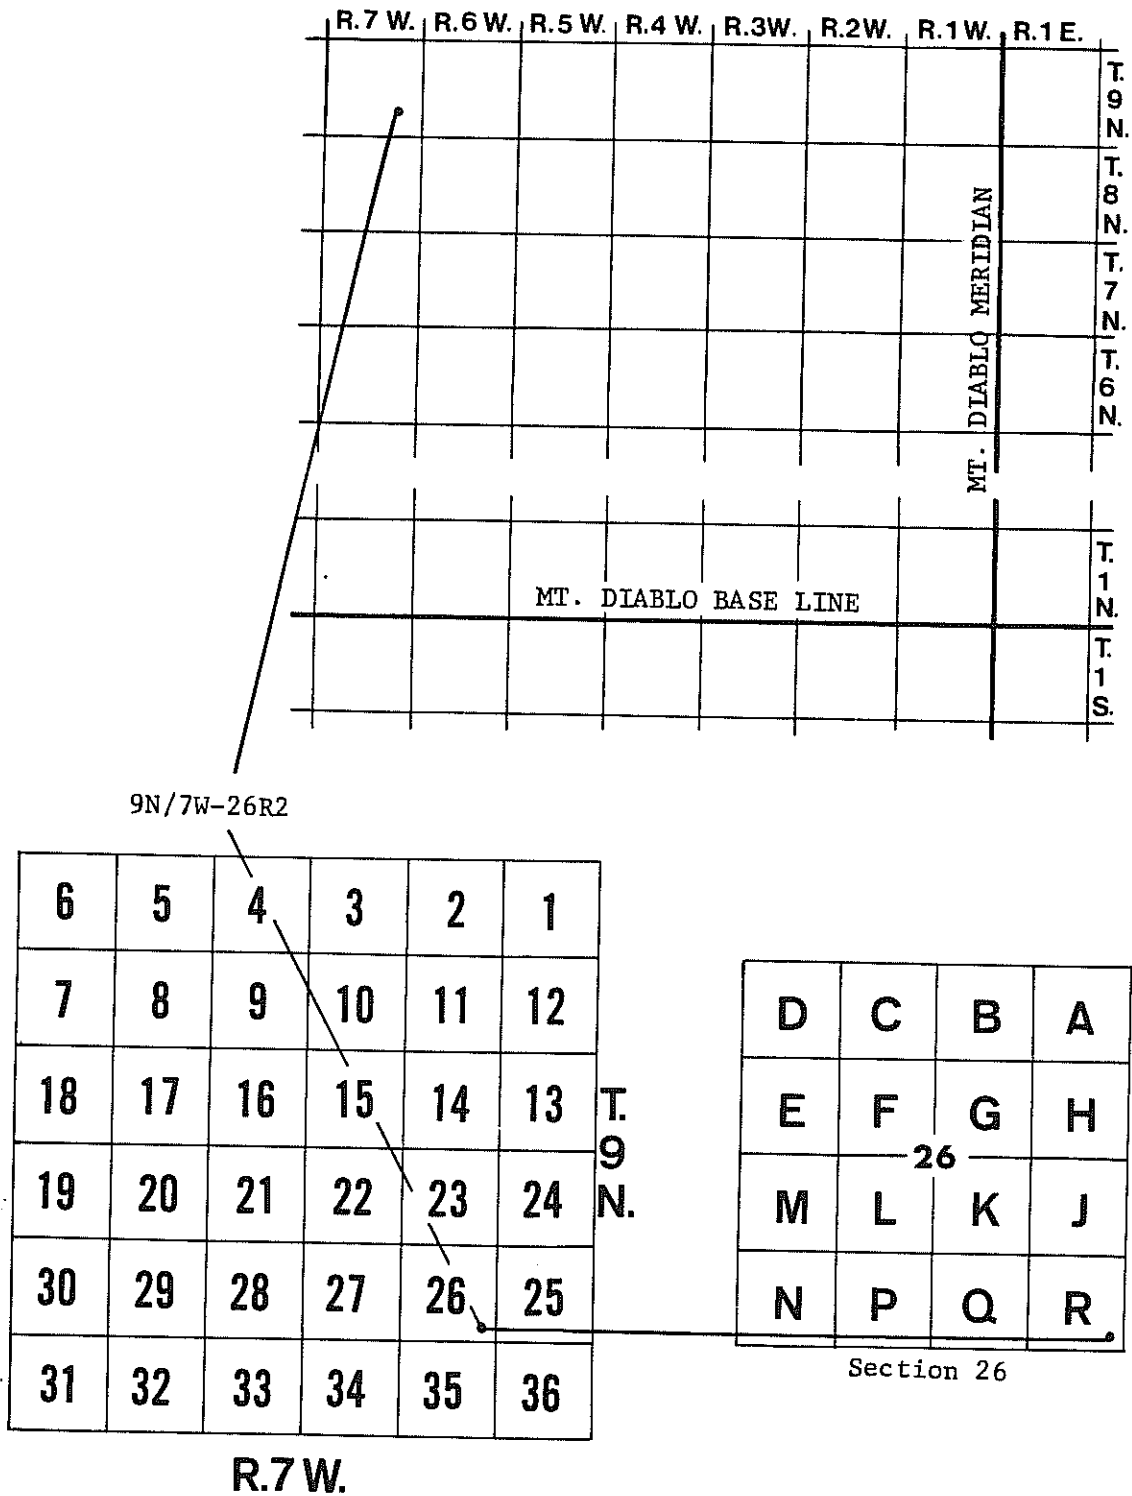 R.7 W. R.6 W. R.5 W. R.4 W. R.3W. R.2W. R.1W. R.1 E.
T.
9
N.
T.
8
N.
T.
7
N.
T.
6
N.
MT. DIABLO MERIDIAN
T.
1
N.
MT. DIABLO BASE LINE
T.
1
S.
9N/7W-26R2
6 5 4 3 2 1
7 8 9 10 11 12
18 17 16 15 14 13
19 20 21 22 23 24
30 29 28 27 26 25
31 32 33 34 35 36
T.
9
N.
R.7 W.
D C B A
E F G H
26
M L K J
N P Q R
Section 26